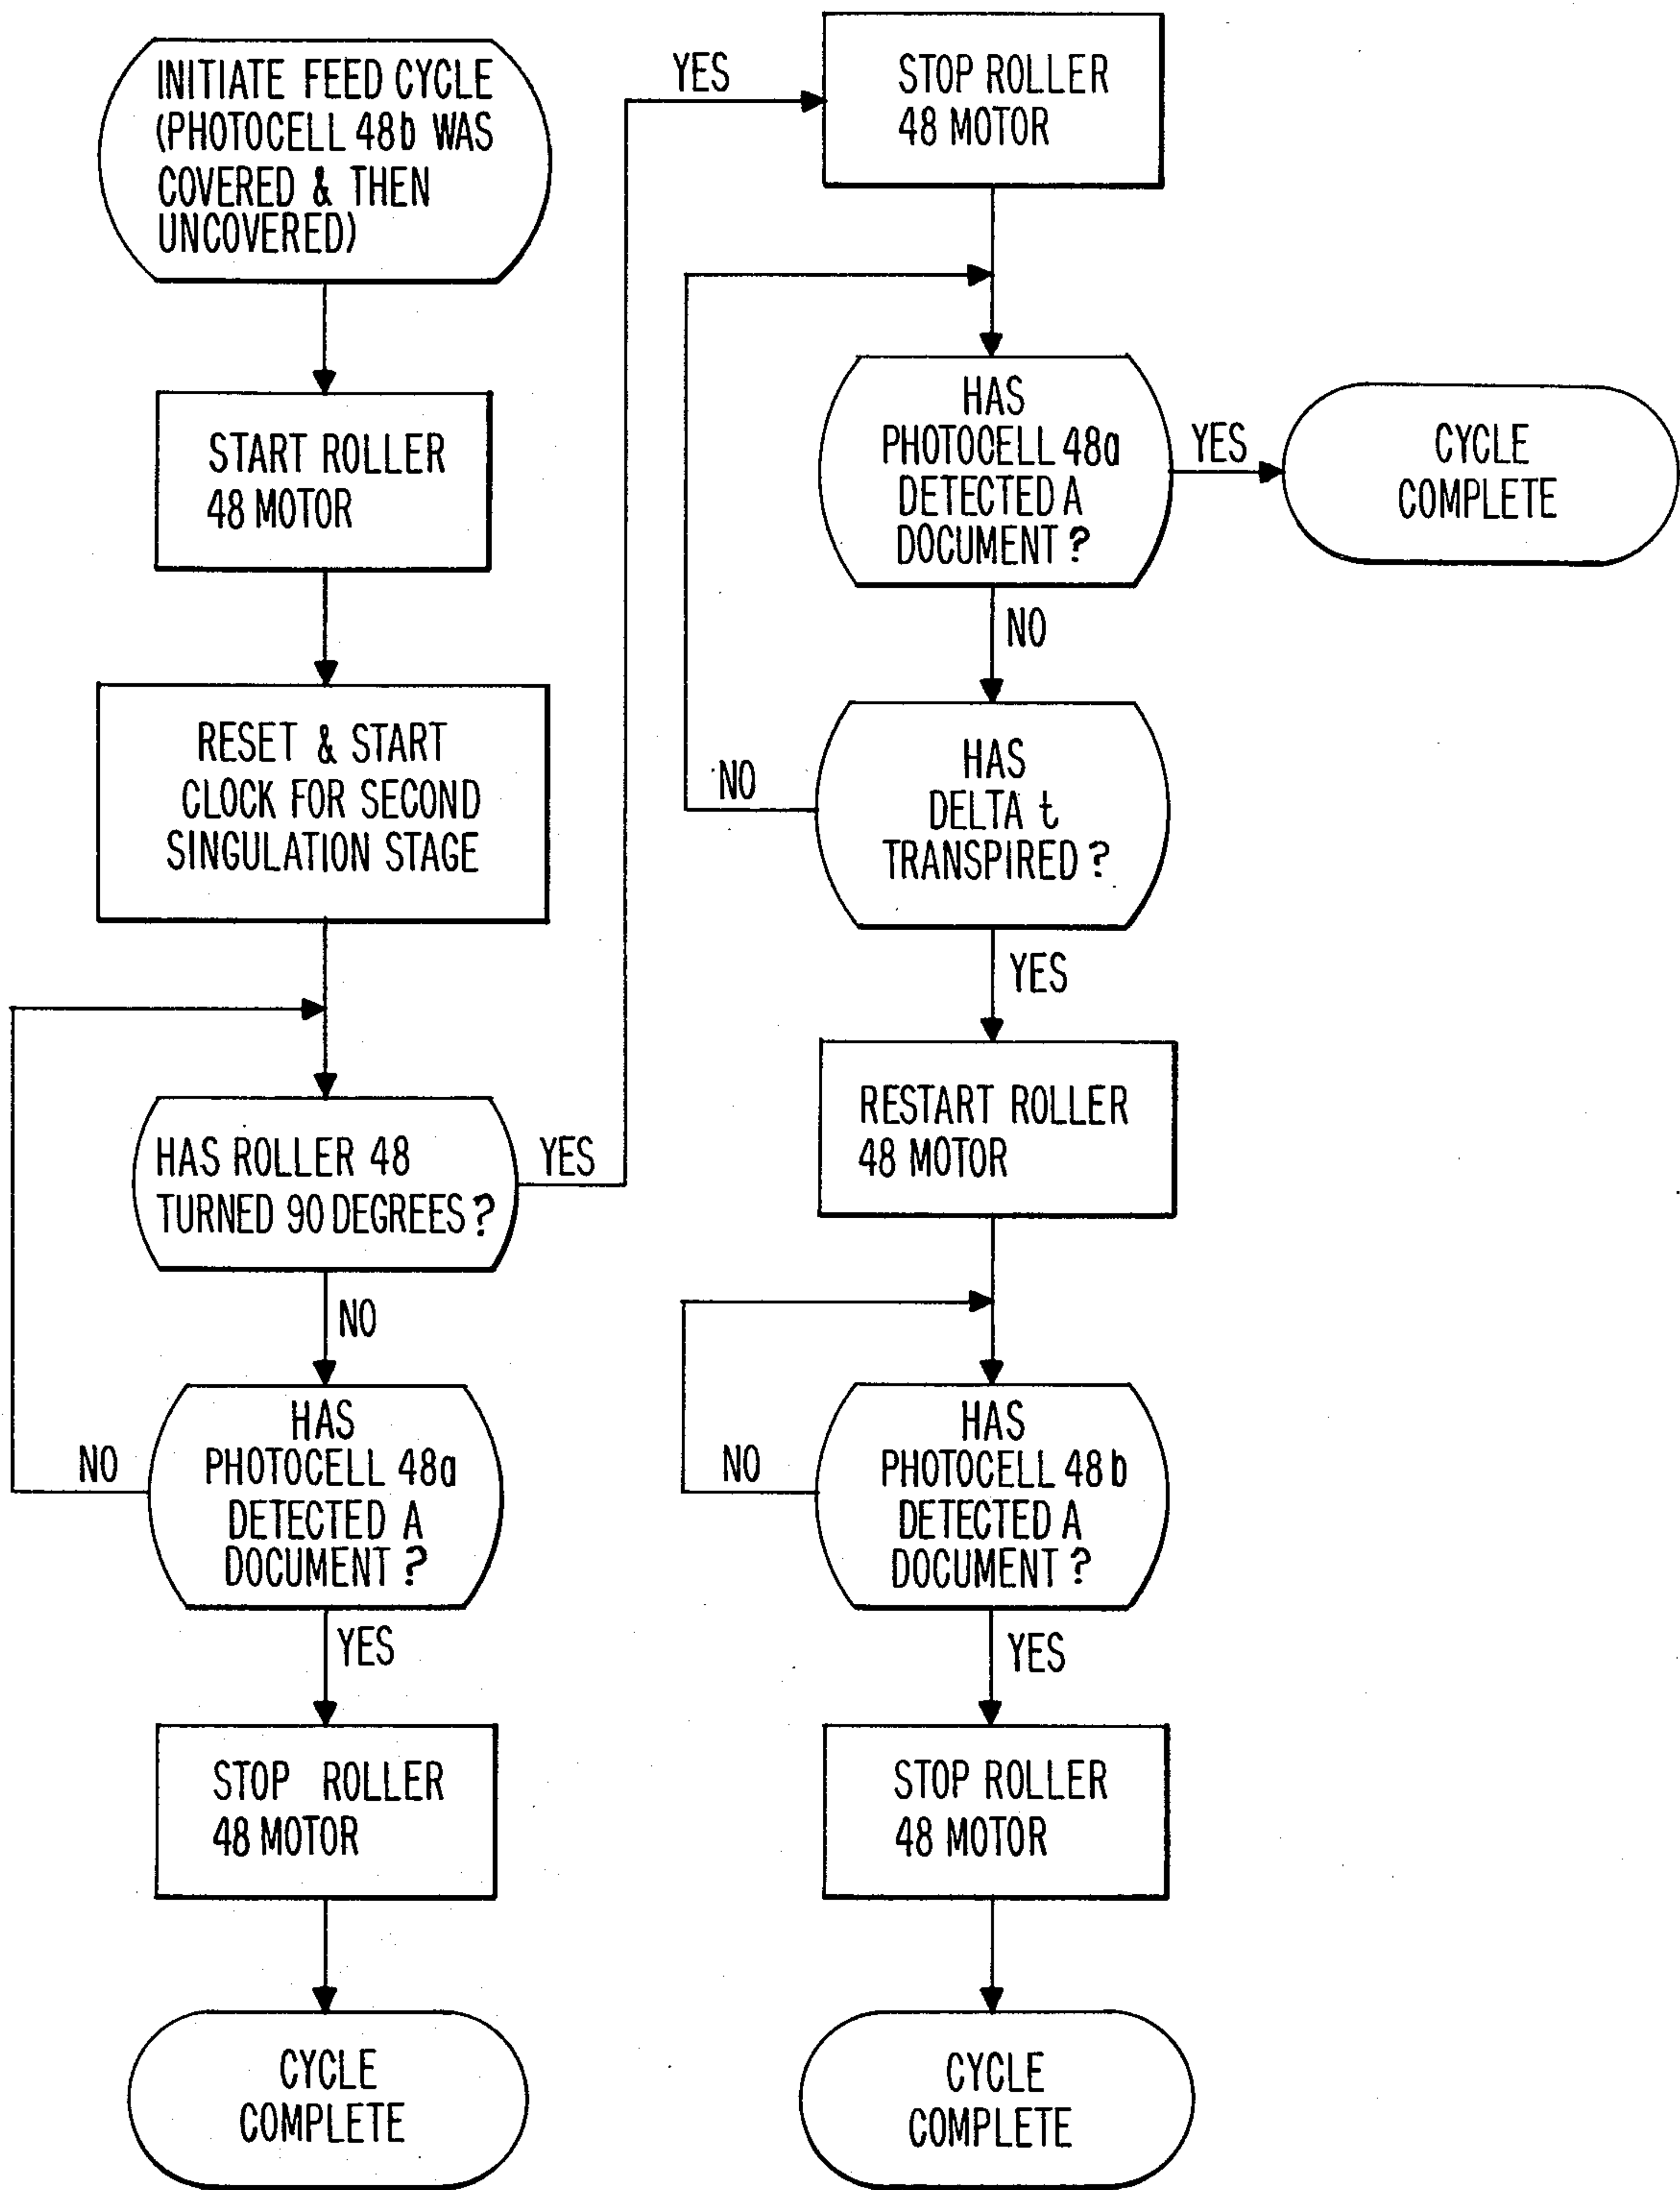 INITIATE FEED CYCLE
(PHOTOCELL 48b WAS
COVERED & THEN
UNCOVERED)
START ROLLER
48 MOTOR
RESET & START
CLOCK FOR SECOND
SINGULATION STAGE
HAS ROLLER 48
TURNED 90 DEGREES ?
YES
NO
HAS
PHOTOCELL 48a
DETECTED A
DOCUMENT ?
NO
YES
STOP ROLLER
48 MOTOR
CYCLE
COMPLETE
YES
STOP ROLLER
48 MOTOR
HAS
PHOTOCELL 48a
DETECTED A
DOCUMENT ?
YES
CYCLE
COMPLETE
NO
HAS
DELTA t
TRANSPIRED ?
NO
YES
RESTART ROLLER
48 MOTOR
HAS
PHOTOCELL 48b
DETECTED A
DOCUMENT ?
NO
YES
STOP ROLLER
48 MOTOR
CYCLE
COMPLETE